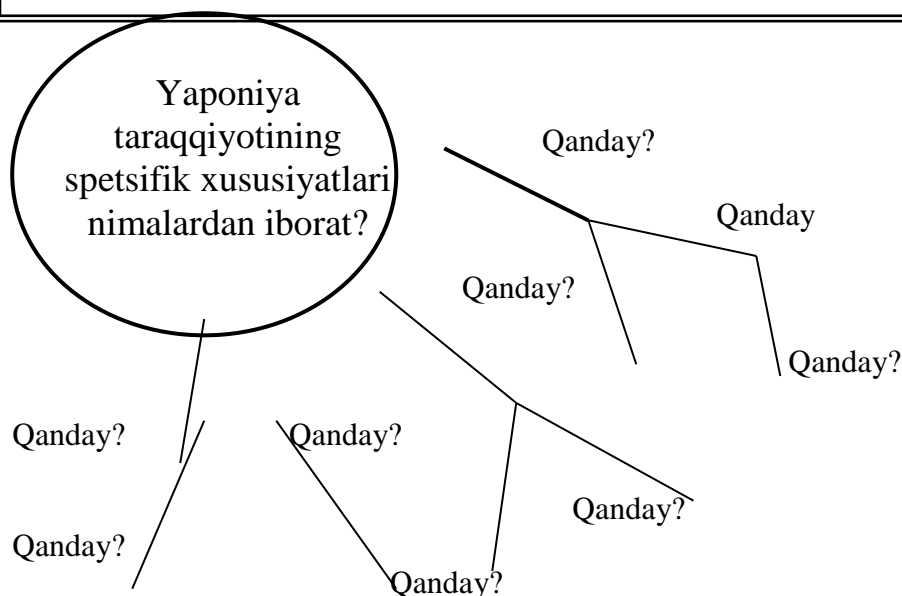 Yaponiya
taraqqiyotining
spetsifik xususiyatlari
nimalardan iborat?
Qanday?
Qanday
Qanday?
Qanday?
Qanday?
Qanday?
Qanday?
Qanday?
Qanday?